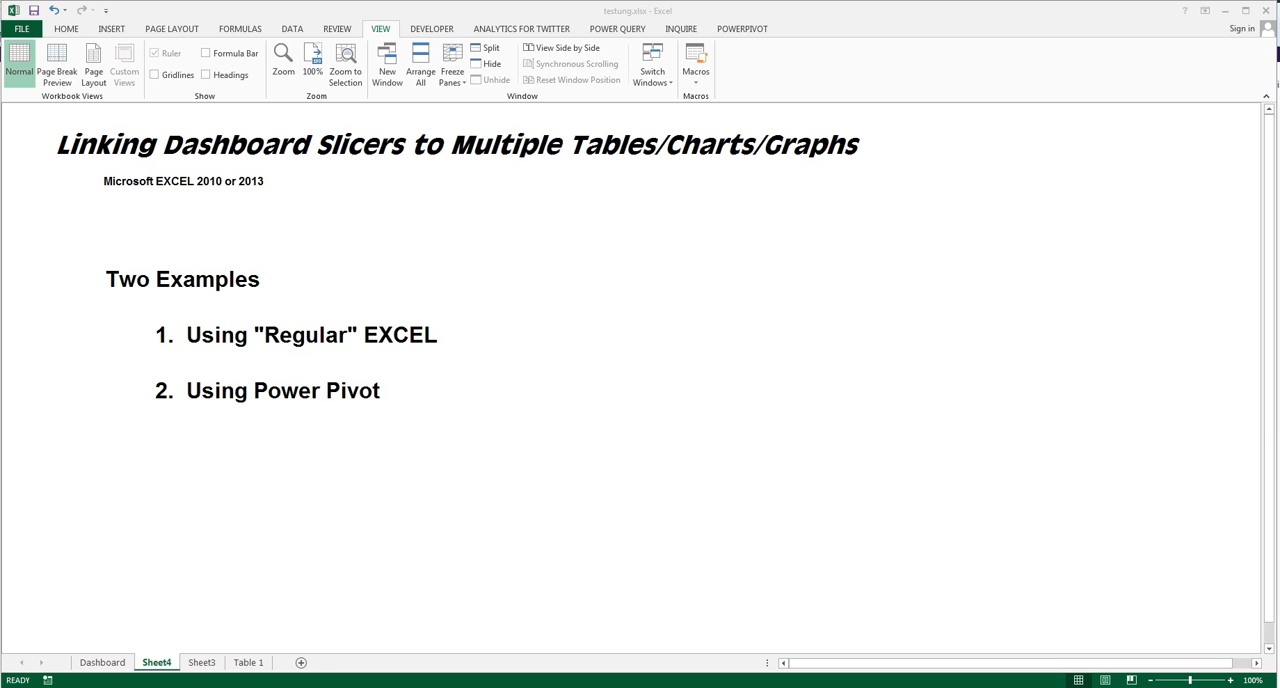 testung.xlsx - Excel
FILE HOME INSERT PAGE LAYOUT FORMULAS DATA REVIEW VIEW DEVELOPER ANALYTICS FOR TWITTER POWER QUERY INQUIRE POWERPIVOT Sign in
Normal
Page Break Preview
Page Layout
Custom Views
Workbook Views
Ruler
Formula Bar
Gridlines
Headings
Show
Zoom
100%
Zoom to Selection
Zoom
New Window
Arrange All
Freeze Panes
Split
Hide
Unhide
View Side by Side
Synchronous Scrolling
Reset Window Position
Window
Switch Windows
Macros
Macros
Linking Dashboard Slicers to Multiple Tables/Charts/Graphs
Microsoft EXCEL 2010 or 2013
Two Examples
1. Using "Regular" EXCEL
2. Using Power Pivot
Dashboard Sheet4 Sheet3 Table 1
READY 100%